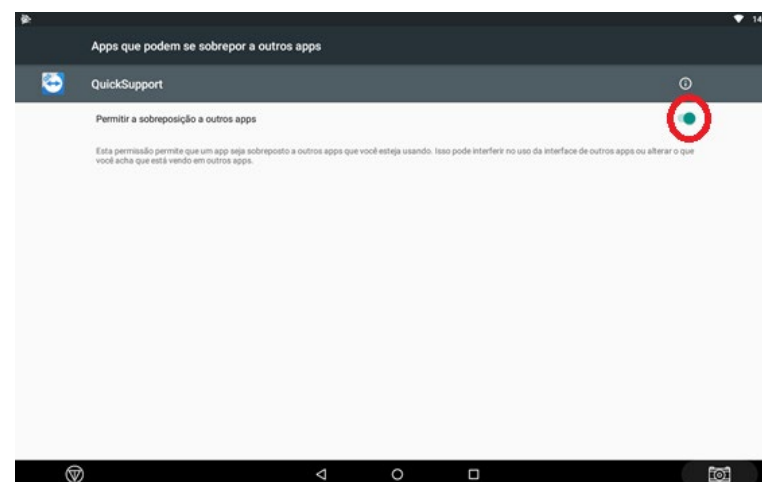 14
Apps que podem se sobrepor a outros apps
QuickSupport
Permitir a sobreposição a outros apps
Esta permissão permite que um app seja sobreposto a outros apps que você esteja usando. Isso pode interferir no uso da interface de outros apps ou alterar o que
você acha que está vendo em outros apps.